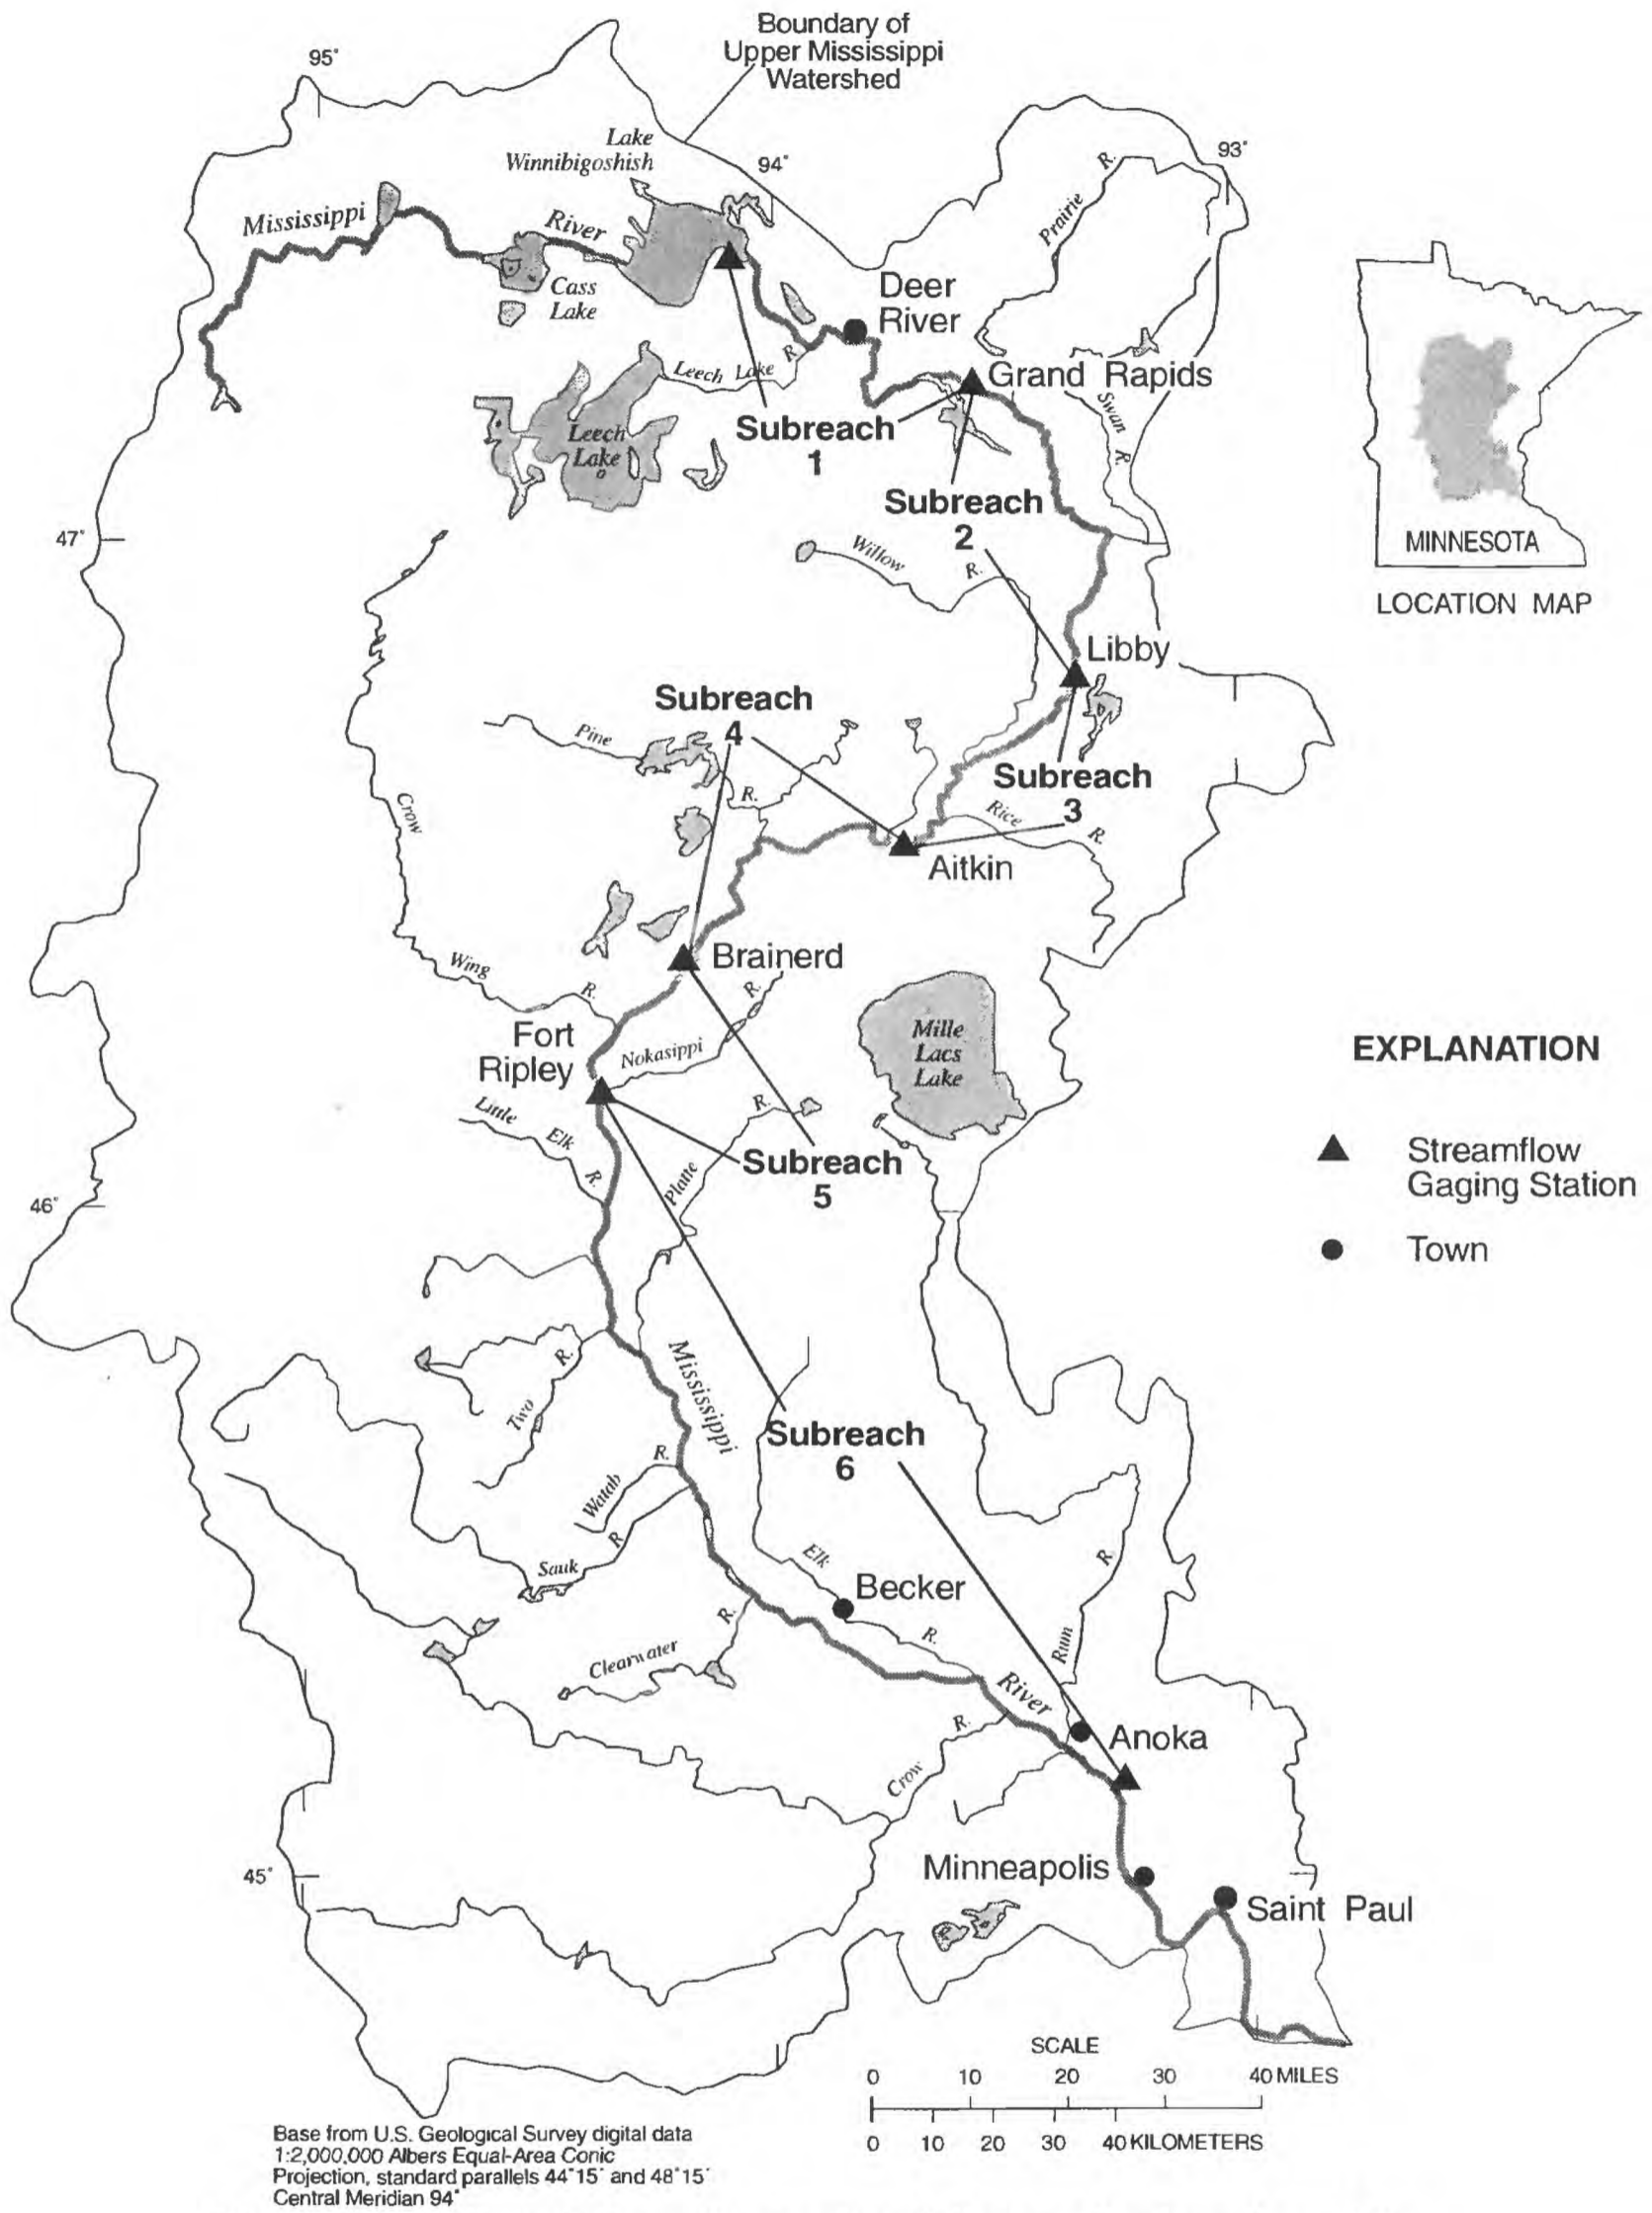 Boundary of
Upper Mississippi
Watershed
95°
Lake
Winnibigoshish
94°
93°
Mississippi
River
Prairie
R.
Cass
Lake
Deer
River
Leech Lake
R.
Grand Rapids
Swan
R.
Leech
Lake
Subreach
1
Subreach
2
47°
Willow
R.
MINNESOTA
LOCATION MAP
Libby
Subreach
4
Pine
R.
Subreach
3
Rice
R.
Crow
Aitkin
Wing
R.
Brainerd
R.
Mille
Lacs
Lake
Fort
Ripley
Nokasippi
EXPLANATION
Little
Elk
R.
R.
Platte
Subreach
5
Streamflow
Gaging Station
46°
Town
Mississippi
R.
Two
Subreach
6
R.
Watab
R.
Sauk
Elk
Becker
R.
R.
Rum
R.
Clearwater
River
R.
Crow
Anoka
45°
Minneapolis
Saint Paul
SCALE
0 10 20 30 40 MILES
0 10 20 30 40 KILOMETERS
Base from U.S. Geological Survey digital data
1:2,000,000 Albers Equal-Area Conic
Projection, standard parallels 44°15' and 48°15'
Central Meridian 94°